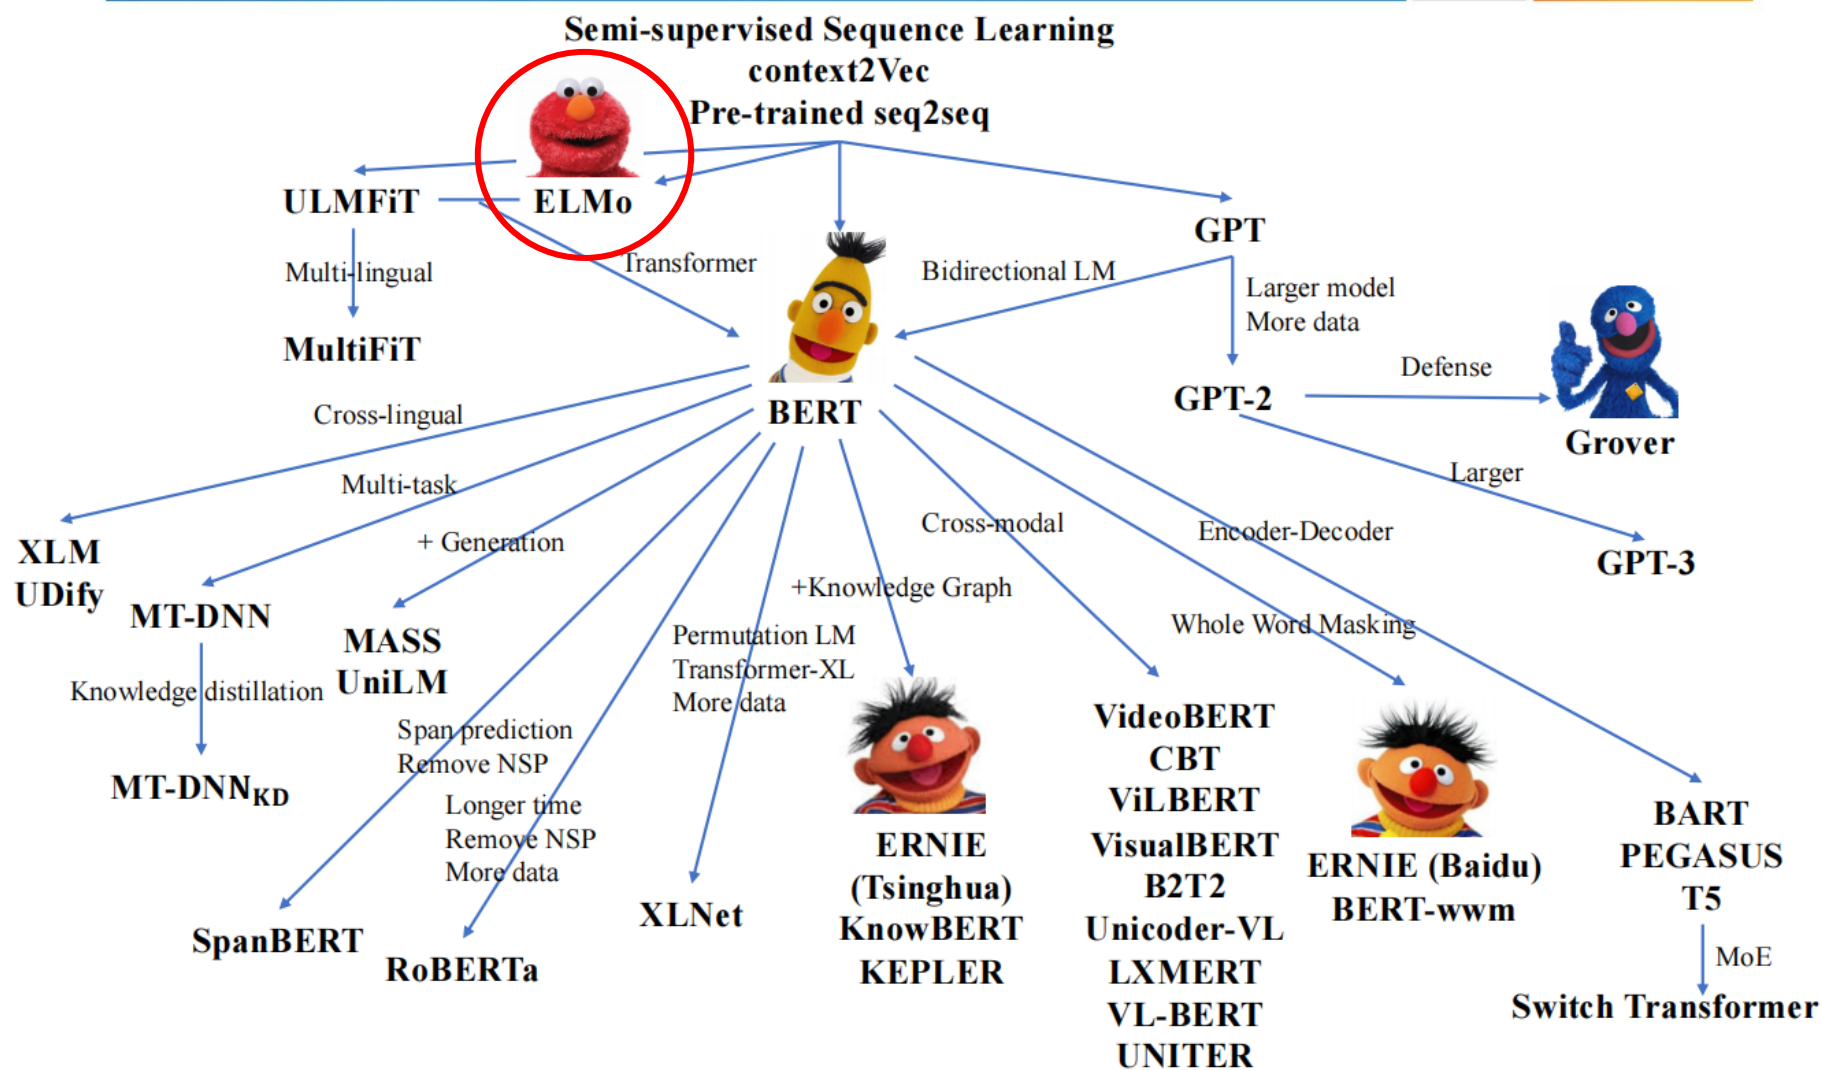 Semi-supervised Sequence Learning
context2Vec
Pre-trained seq2seq
ULMFiT
ELMo
GPT
Multi-lingual
Transformer
Bidirectional LM
Larger model
More data
MultiFiT
Defense
GPT-2
BERT
Grover
Cross-lingual
Larger
Multi-task
Cross-modal
Encoder-Decoder
+ Generation
GPT-3
XLM
UDify
+Knowledge Graph
MT-DNN
Whole Word Masking
MASS
UniLM
Permutation LM
Transformer-XL
More data
Knowledge distillation
Span prediction
Remove NSP
MT-DNN_KD
Longer time
Remove NSP
More data
VideoBERT
CBT
ViLBERT
VisualBERT
B2T2
Unicoder-VL
LXMERT
VL-BERT
UNITER
ERNIE
(Tsinghua)
KnowBERT
KEPLER
ERNIE (Baidu)
BERT-wwm
BART
PEGASUS
T5
MoE
Switch Transformer
XLNet
SpanBERT
RoBERTa